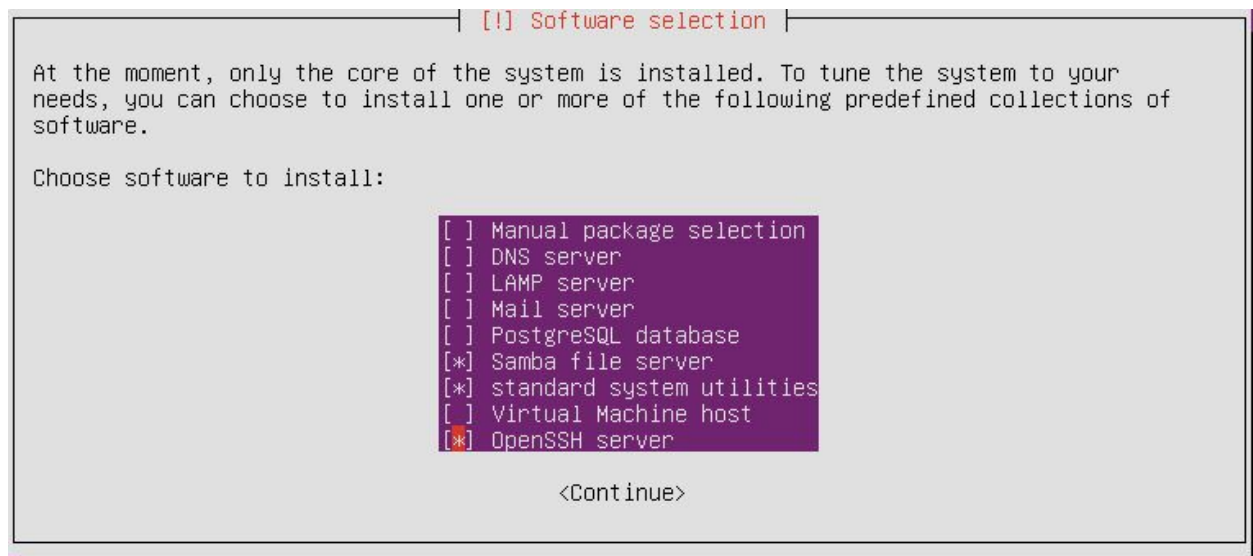 [!] Software selection
At the moment, only the core of the system is installed. To tune the system to your
needs, you can choose to install one or more of the following predefined collections of
software.
Choose software to install:
[ ] Manual package selection
[ ] DNS server
[ ] LAMP server
[ ] Mail server
[ ] PostgreSQL database
[*] Samba file server
[*] standard system utilities
[ ] Virtual Machine host
[*] OpenSSH server
<Continue>